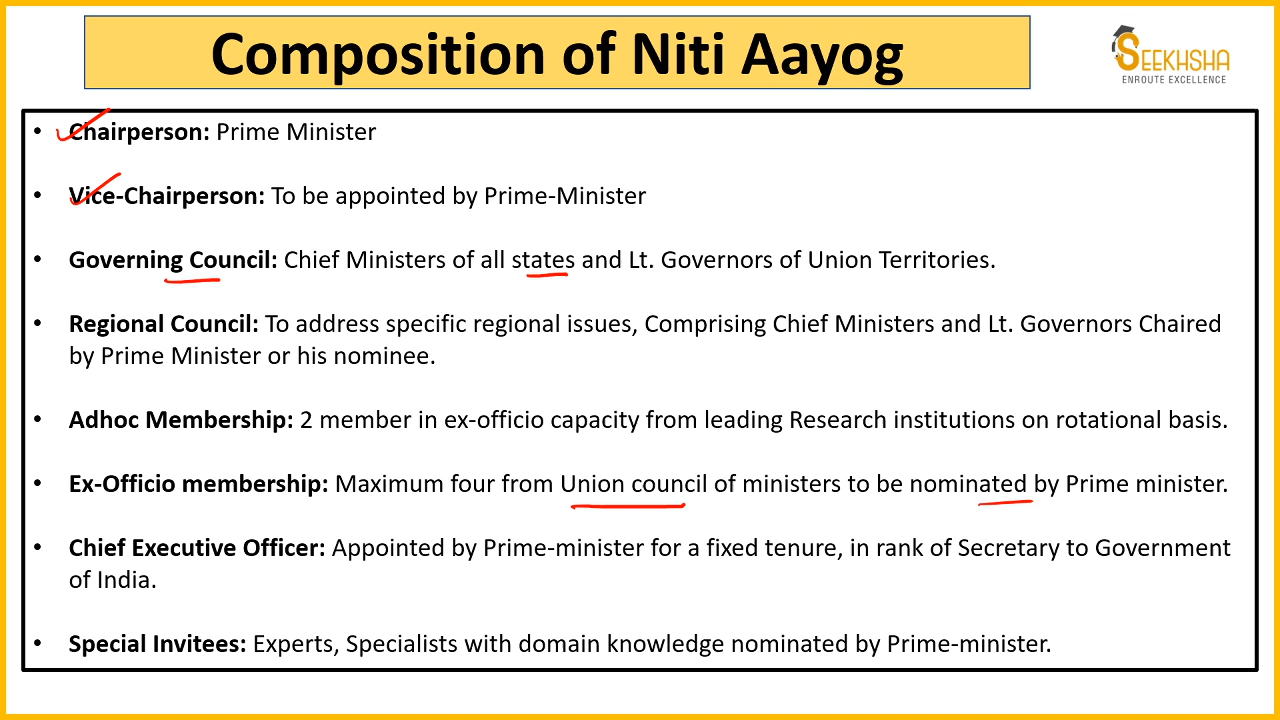 Composition of Niti Aayog
SEEKHSHA
ENROUTE EXCELLENCE
• Chairperson: Prime Minister
• Vice-Chairperson: To be appointed by Prime-Minister
• Governing Council: Chief Ministers of all states and Lt. Governors of Union Territories.
• Regional Council: To address specific regional issues, Comprising Chief Ministers and Lt. Governors Chaired
by Prime Minister or his nominee.
• Adhoc Membership: 2 member in ex-officio capacity from leading Research institutions on rotational basis.
• Ex-Officio membership: Maximum four from Union council of ministers to be nominated by Prime minister.
• Chief Executive Officer: Appointed by Prime-minister for a fixed tenure, in rank of Secretary to Government
of India.
• Special Invitees: Experts, Specialists with domain knowledge nominated by Prime-minister.